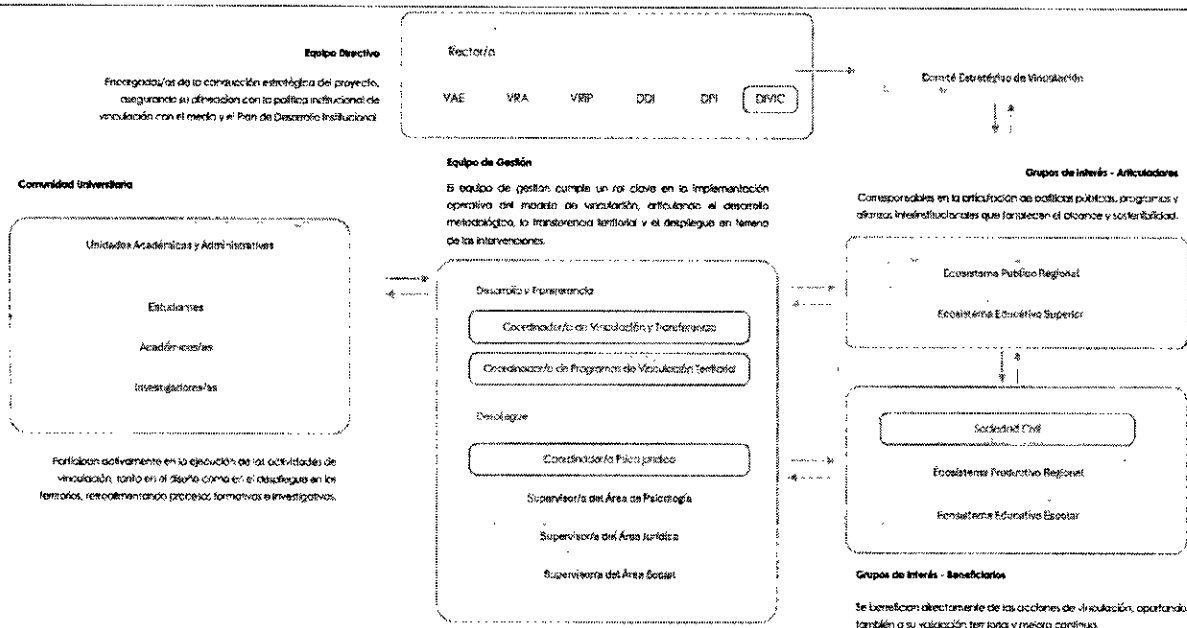 Equipo Directivo
Encargados/as de la conducción estratégica del proyecto,
asegurando su alineación con la política institucional de
vinculación con el medio y el Plan de Desarrollo Institucional.
Rector/a
VAE VRA VRIP DDI DPI DIVIC
Comité Estratégico de Vinculación
Comunidad Universitaria
Unidades Académicas y Administrativas
Estudiantes
Académicos/as
Investigadores/as
Participan activamente en la ejecución de las actividades de
vinculación, tanto en el diseño como en el despliegue en los
territorios, retroalimentando procesos formativos e investigativos.
Equipo de Gestión
El equipo de gestión cumple un rol clave en la implementación
operativa del modelo de vinculación, articulando el desarrollo
metodológico, la transferencia territorial y el despliegue en terreno
de las intervenciones.
Desarrollo y Transferencia
Coordinador/a de Vinculación y Transferencia
Coordinador/a de Programas de Vinculación Territorial
Despliegue
Coordinador/a Psico jurídico
Supervisor/a del Área de Psicología
Supervisor/a del Área Jurídica
Supervisor/a del Área Social
Grupos de Interés - Articuladores
Corresponsables en la articulación de políticas públicas, programas y
alianzas interinstitucionales que fortalecen el alcance y sostenibilidad.
Ecosistema Público Regional
Ecosistema Educativo Superior
Sociedad Civil
Ecosistema Productivo Regional
Ecosistema Educativo Escolar
Grupos de Interés - Beneficiarios
Se benefician directamente de las acciones de vinculación, aportando
también a su validación territorial y mejora continua.